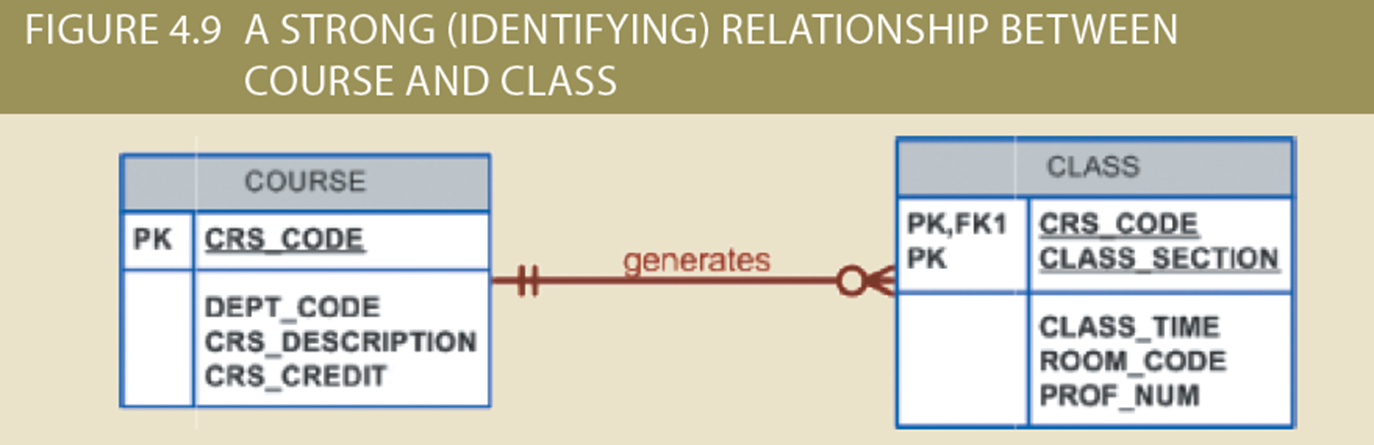 FIGURE 4.9 A STRONG (IDENTIFYING) RELATIONSHIP BETWEEN
COURSE AND CLASS
COURSE
PK CRS_CODE
DEPT_CODE
CRS_DESCRIPTION
CRS_CREDIT
generates
CLASS
PK,FK1 CRS_CODE
PK CLASS_SECTION
CLASS_TIME
ROOM_CODE
PROF_NUM